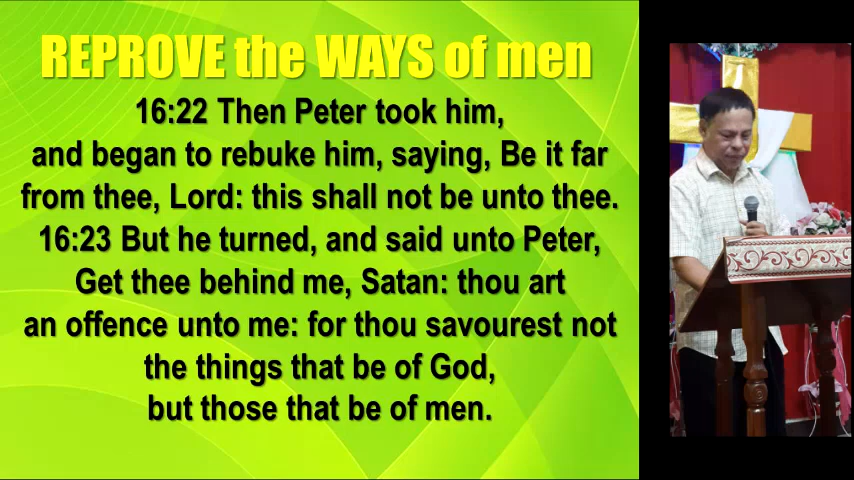 REPROVE the WAYS of men
16:22 Then Peter took him,
and began to rebuke him, saying, Be it far
from thee, Lord: this shall not be unto thee.
16:23 But he turned, and said unto Peter,
Get thee behind me, Satan: thou art
an offence unto me: for thou savourest not
the things that be of God,
but those that be of men.